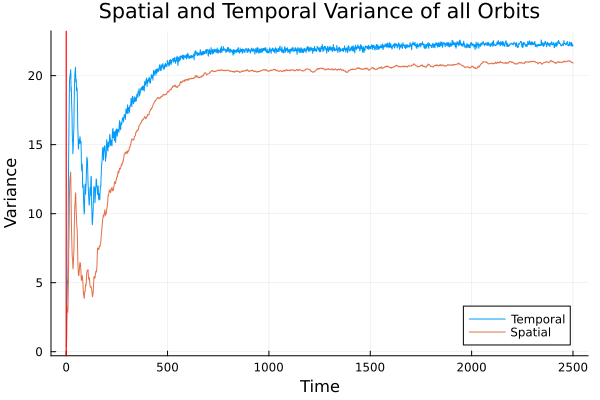 Spatial and Temporal Variance of all Orbits
Variance
20
15
10
5
0
Temporal
Spatial
0 500 1000 1500 2000 2500
Time